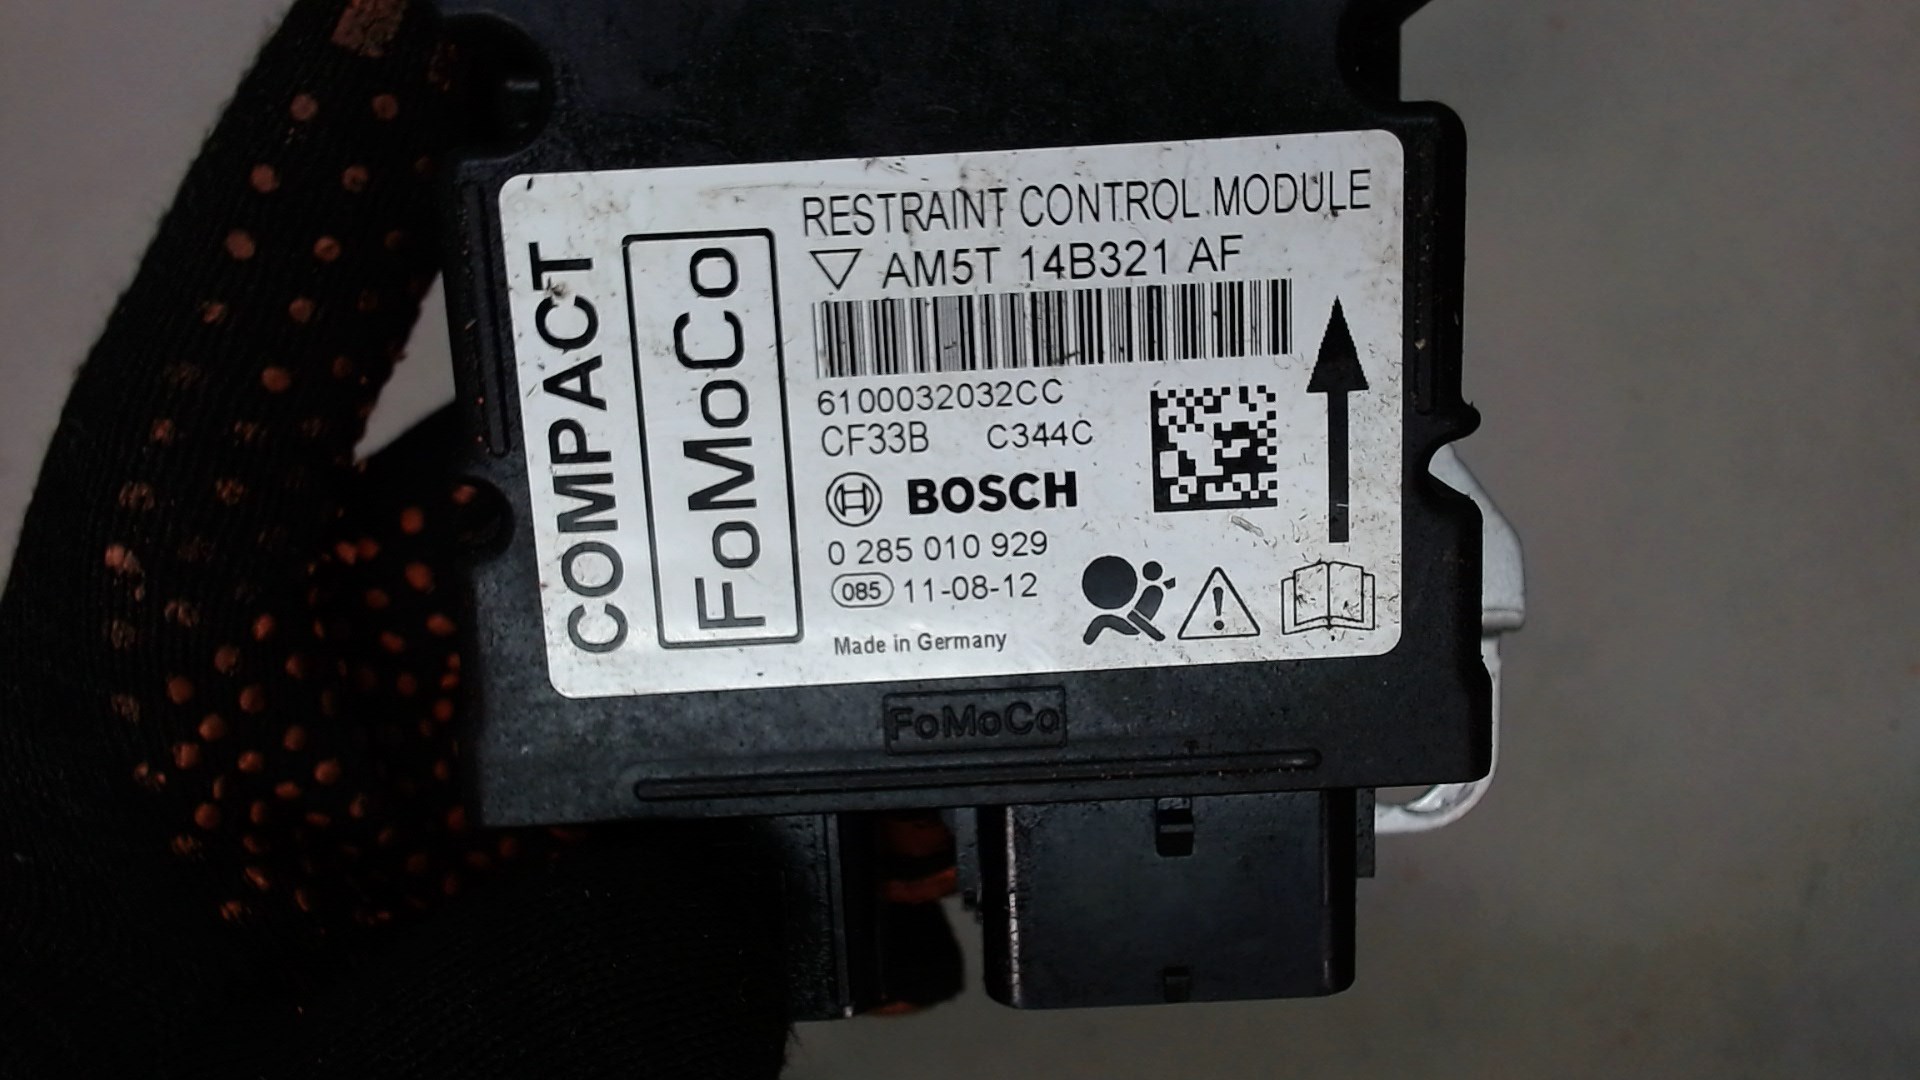 COMPACT
FoMoCo
RESTRAINT CONTROL MODULE
AM5T 14B321 AF
6100032032CC
CF33B C344C
BOSCH
0 285 010 929
085 11-08-12
Made in Germany
FoMoCo